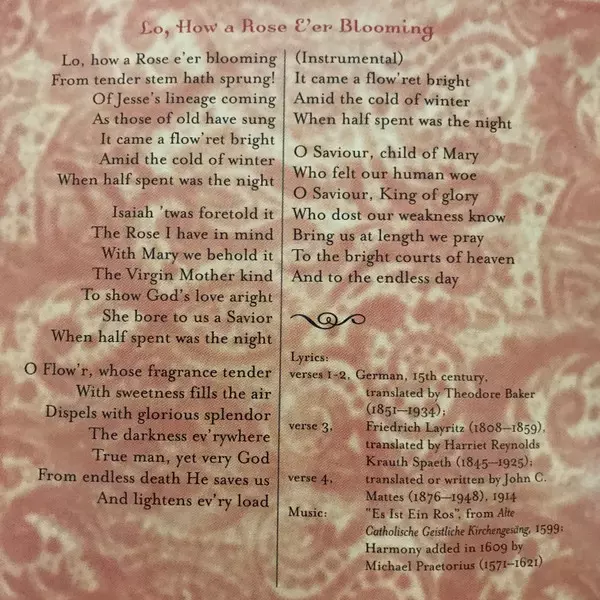 Lo, How a Rose E'er Blooming
Lo, how a Rose e'er blooming
From tender stem hath sprung!
Of Jesse's lineage coming
As those of old have sung
It came a flow'ret bright
Amid the cold of winter
When half spent was the night
Isaiah 'twas foretold it
The Rose I have in mind
With Mary we behold it
The Virgin Mother kind
To show God's love aright
She bore to us a Savior
When half spent was the night
O Flow'r, whose fragrance tender
With sweetness fills the air
Dispels with glorious splendor
The darkness ev'rywhere
True man, yet very God
From endless death He saves us
And lightens ev'ry load
(Instrumental)
It came a flow'ret bright
Amid the cold of winter
When half spent was the night
O Saviour, child of Mary
Who felt our human woe
O Saviour, King of glory
Who dost our weakness know
Bring us at length we pray
To the bright courts of heaven
And to the endless day
Lyrics:
verses 1-2, German, 15th century,
translated by Theodore Baker
(1851—1934);
verse 3, Friedrich Layritz (1808—1859),
translated by Harriet Reynolds
Krauth Spaeth (1845—1925);
verse 4, translated or written by John C.
Mattes (1876—1948), 1914
Music: "Es Ist Ein Ros", from Alte
Catholische Geistliche Kirchengesäng, 1599;
Harmony added in 1609 by
Michael Praetorius (1571—1621)